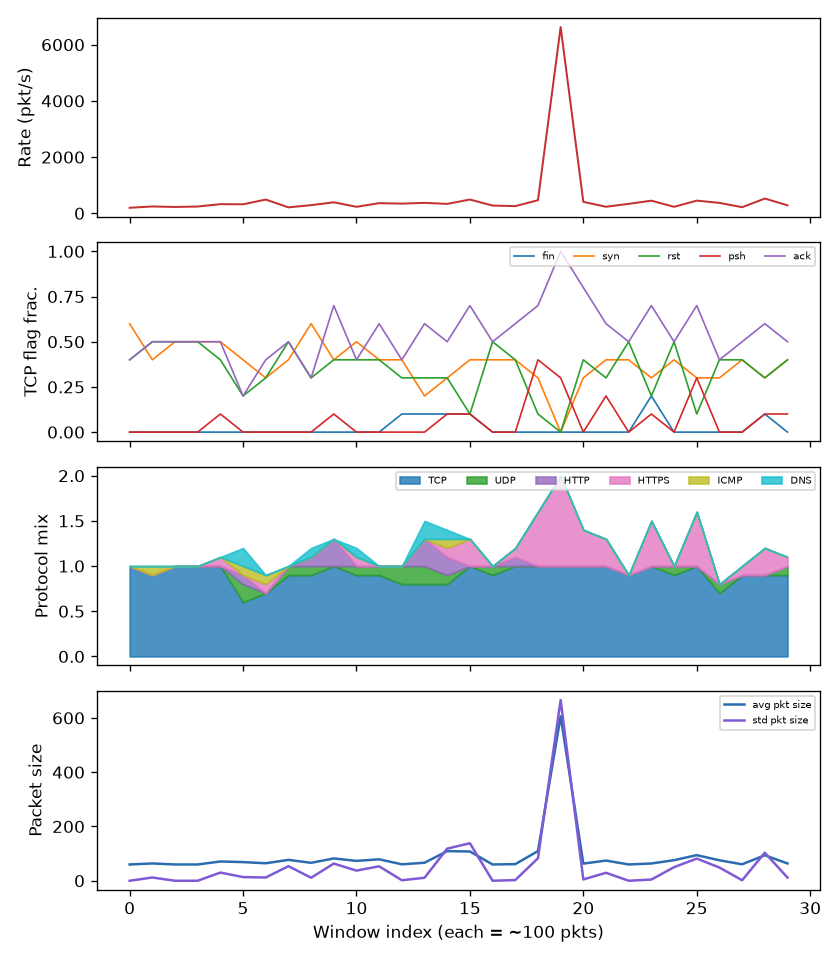 6000
4000
2000
0
Rate (pkt/s)
1.00
0.75
0.50
0.25
0.00
TCP flag frac.
fin syn rst psh ack
2.0
1.5
1.0
0.5
0.0
Protocol mix
TCP UDP HTTP HTTPS ICMP DNS
600
400
200
0
Packet size
avg pkt size
std pkt size
0 5 10 15 20 25 30
Window index (each = ~100 pkts)